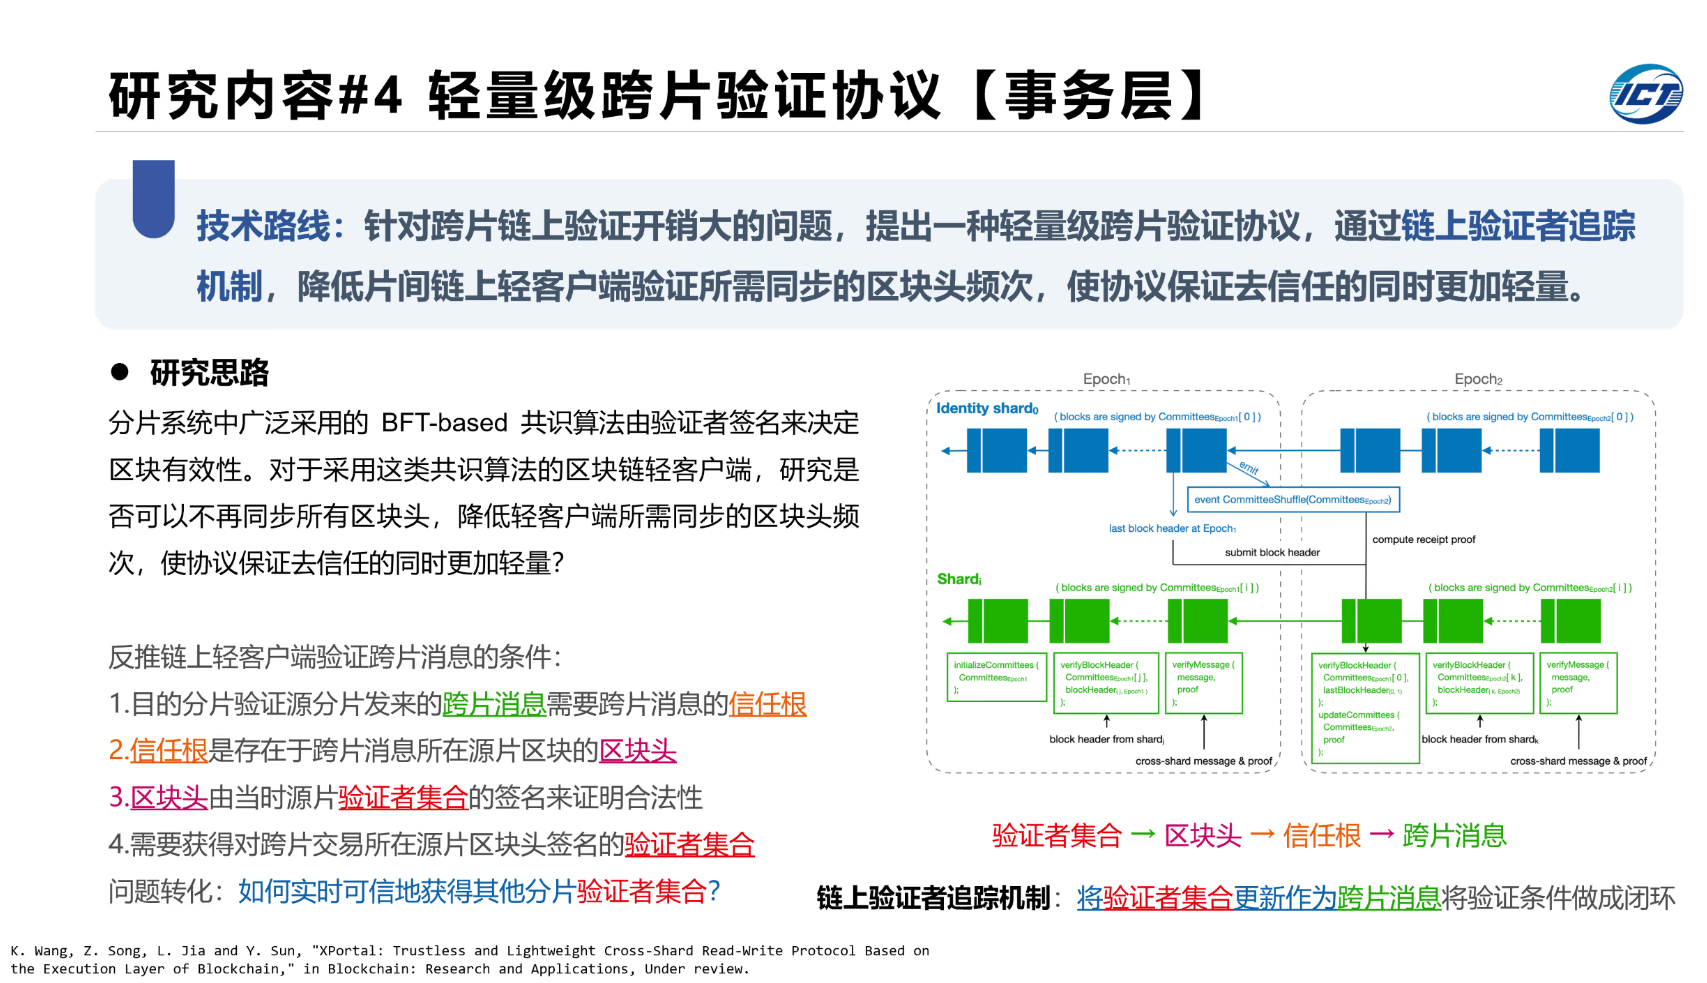 研究内容#4 轻量级跨片验证协议【事务层】
ICT
技术路线：针对跨片链上验证开销大的问题，提出一种轻量级跨片验证协议，通过链上验证者追踪
机制，降低片间链上轻客户端验证所需同步的区块头频次，使协议保证去信任的同时更加轻量。
● 研究思路
分片系统中广泛采用的 BFT-based 共识算法由验证者签名来决定
区块有效性。对于采用这类共识算法的区块链轻客户端，研究是
否可以不再同步所有区块头，降低轻客户端所需同步的区块头频
次，使协议保证去信任的同时更加轻量？
反推链上轻客户端验证跨片消息的条件：
1.目的分片验证源分片发来的跨片消息需要跨片消息的信任根
2.信任根是存在于跨片消息所在源片区块的区块头
3.区块头由当时源片验证者集合的签名来证明合法性
4.需要获得对跨片交易所在源片区块头签名的验证者集合
问题转化：如何实时可信地获得其他分片验证者集合？
Epoch1
Epoch2
Identity shard0
( blocks are signed by CommitteesEpoch1[ 0 ] )
( blocks are signed by CommitteesEpoch2[ 0 ] )
emit
event CommitteeShuffle(CommitteesEpoch2)
last block header at Epoch1
compute receipt proof
submit block header
Shardi
( blocks are signed by CommitteesEpoch1[ i ] )
( blocks are signed by CommitteesEpoch2[ i ] )
initializeCommittees (
CommitteesEpoch1
);
verifyBlockHeader (
CommitteesEpoch1[ j ],
blockHeader( j, Epoch1 )
);
verifyMessage (
message,
proof
);
verifyBlockHeader (
CommitteesEpoch1[ 0 ],
lastBlockHeader(0, 1)
);
updateCommittees (
CommitteesEpoch2,
proof
);
verifyBlockHeader (
CommitteesEpoch2[ k ],
blockHeader( k, Epoch2)
);
verifyMessage (
message,
proof
);
block header from shardj
block header from shardk
cross-shard message & proof
cross-shard message & proof
验证者集合 → 区块头 → 信任根 → 跨片消息
链上验证者追踪机制：将验证者集合更新作为跨片消息将验证条件做成闭环
K. Wang, Z. Song, L. Jia and Y. Sun, "XPortal: Trustless and Lightweight Cross-Shard Read-Write Protocol Based on
the Execution Layer of Blockchain," in Blockchain: Research and Applications, Under review.